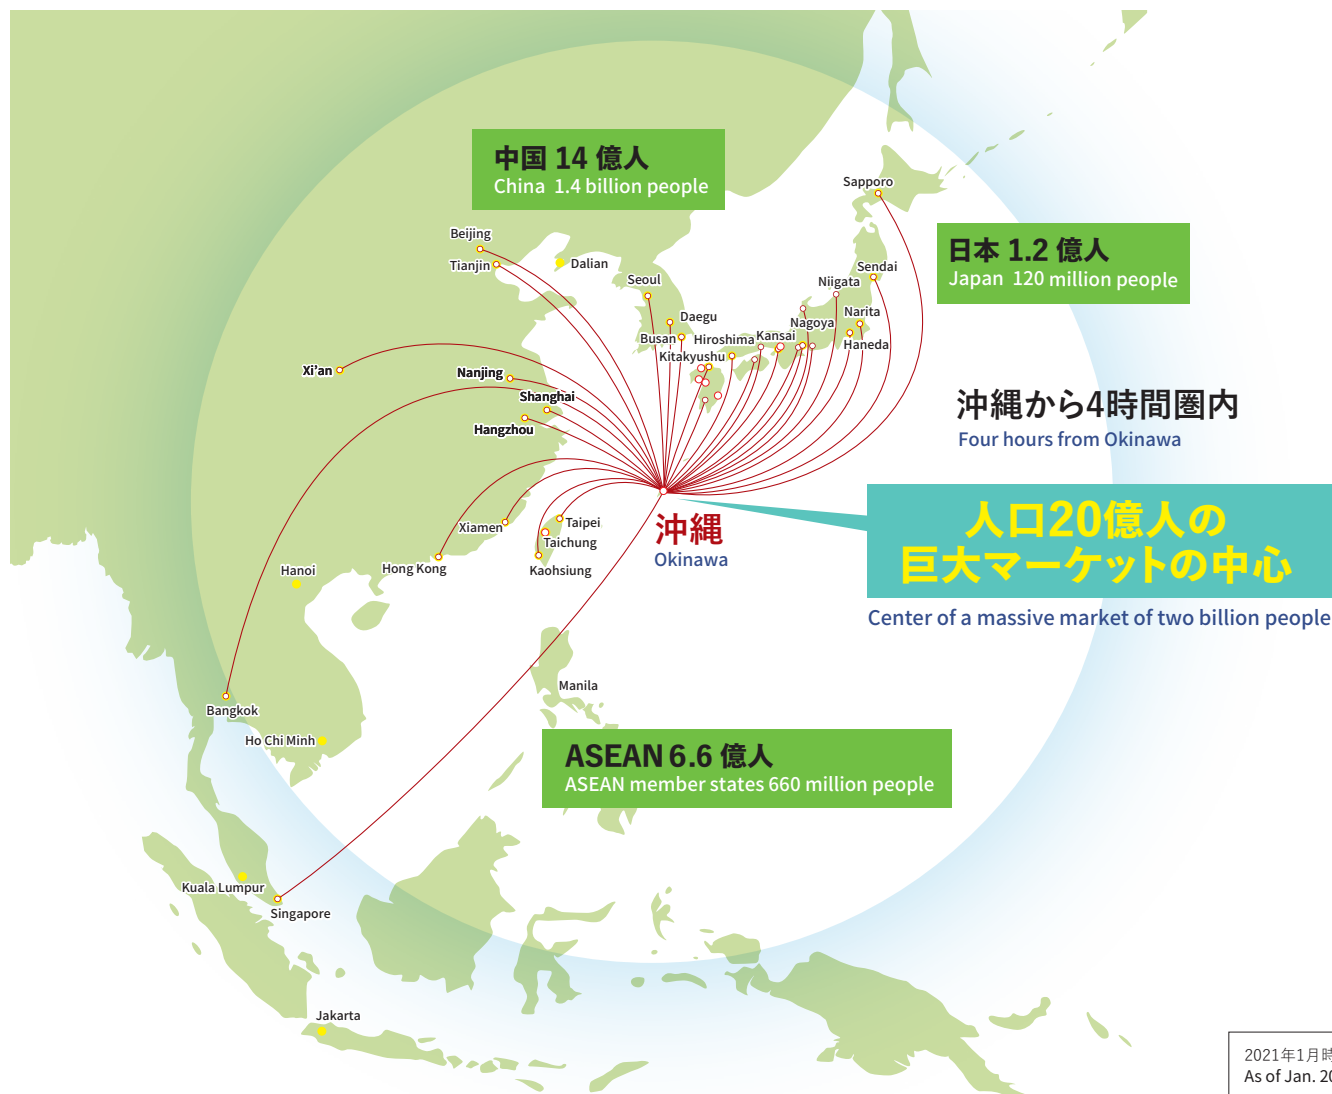 中国 14 億人
China 1.4 billion people
Sapporo
日本 1.2 億人
Japan 120 million people
Beijing
Tianjin
Dalian
Seoul
Sendai
Niigata
Daegu
Narita
Nagoya
Busan
Hiroshima
Kansai
Haneda
Kitakyushu
Xi'an
Nanjing
Shanghai
Hangzhou
沖縄から4時間圏内
Four hours from Okinawa
人口20億人の
巨大マーケットの中心
Center of a massive market of two billion people
沖縄
Okinawa
Xiamen
Taipei
Taichung
Kaohsiung
Hong Kong
Hanoi
Manila
Bangkok
Ho Chi Minh
ASEAN 6.6 億人
ASEAN member states 660 million people
Kuala Lumpur
Singapore
Jakarta
2021年1月時
As of Jan. 20